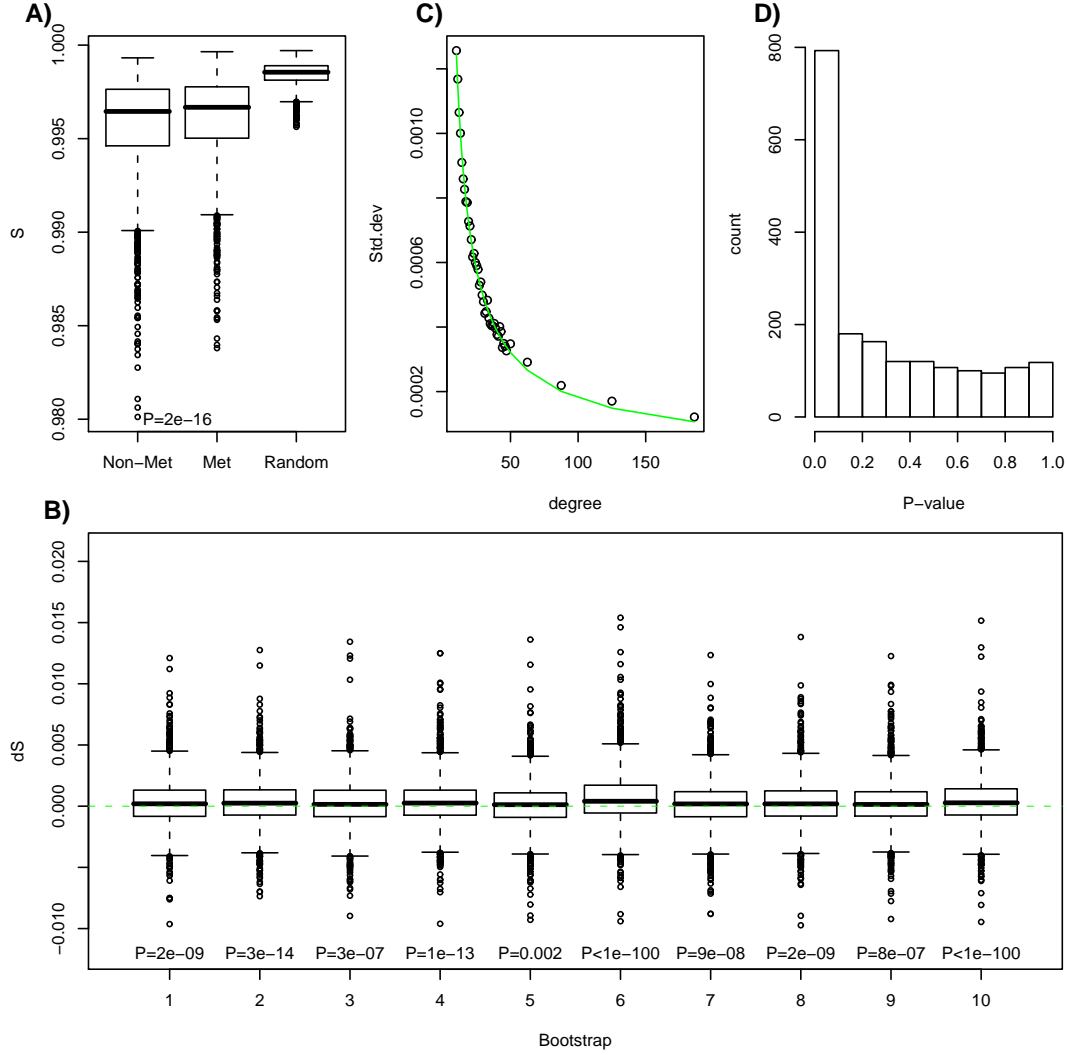 A)
S
0.980
0.985
0.990
0.995
1.000
P=2e−16
Non−Met Met Random
C)
Std.dev
0.0002
0.0006
0.0010
50 100 150
degree
D)
count
0
200
400
600
800
0.0 0.2 0.4 0.6 0.8 1.0
P−value
B)
dS
−0.010
0.000
0.005
0.010
0.015
0.020
P=2e−09 P=3e−14 P=3e−07 P=1e−13 P=0.002 P<1e−100 P=9e−08 P=2e−09 P=8e−07 P<1e−100
1 2 3 4 5 6 7 8 9 10
Bootstrap